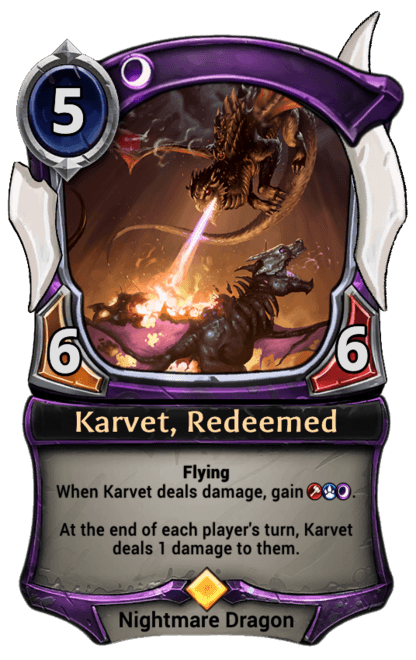 5
6
6
Karvet, Redeemed
Flying
When Karvet deals damage, gain .
At the end of each player's turn, Karvet
deals 1 damage to them.
Nightmare Dragon